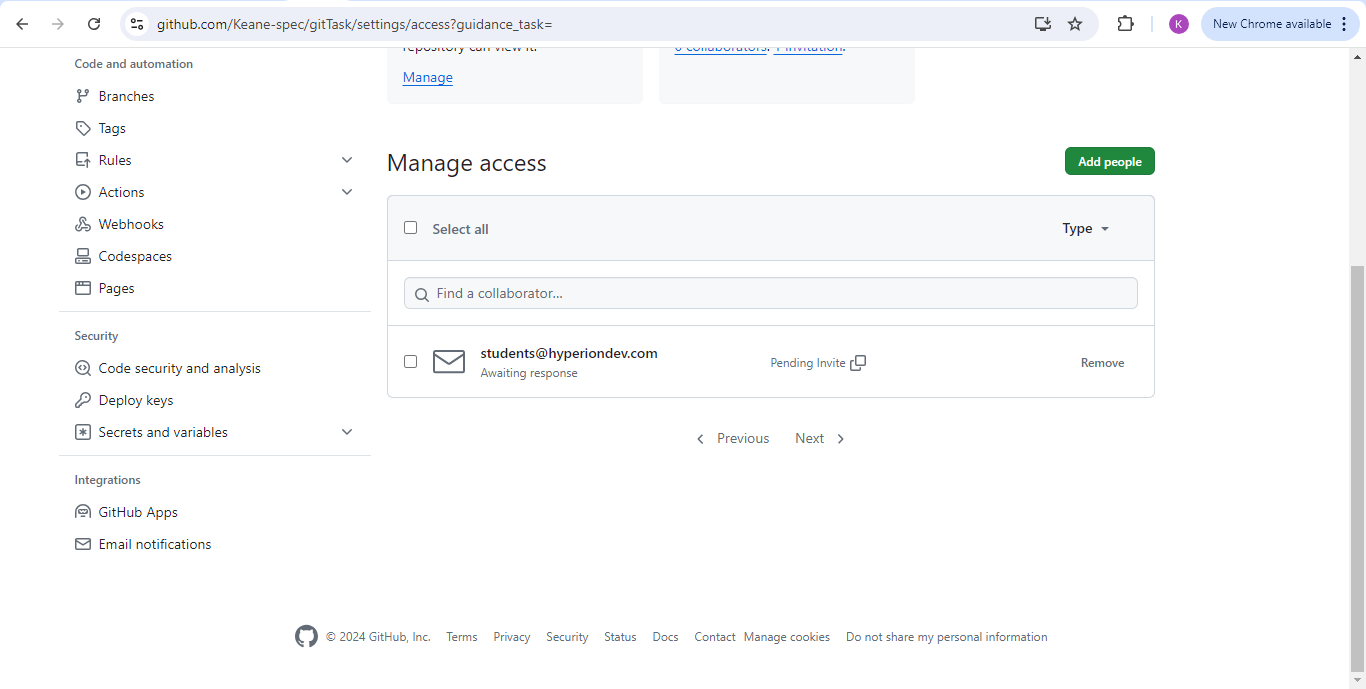 github.com/Keane-spec/gitTask/settings/access?guidance_task=
K
New Chrome available
repository can view it.
0 collaborators. 1 invitation.
Manage
Code and automation
Branches
Tags
Rules
Actions
Webhooks
Codespaces
Pages
Security
Code security and analysis
Deploy keys
Secrets and variables
Integrations
GitHub Apps
Email notifications
Manage access
Add people
Select all
Type
Find a collaborator...
students@hyperiondev.com
Awaiting response
Pending Invite
Remove
Previous Next
© 2024 GitHub, Inc. Terms Privacy Security Status Docs Contact Manage cookies Do not share my personal information